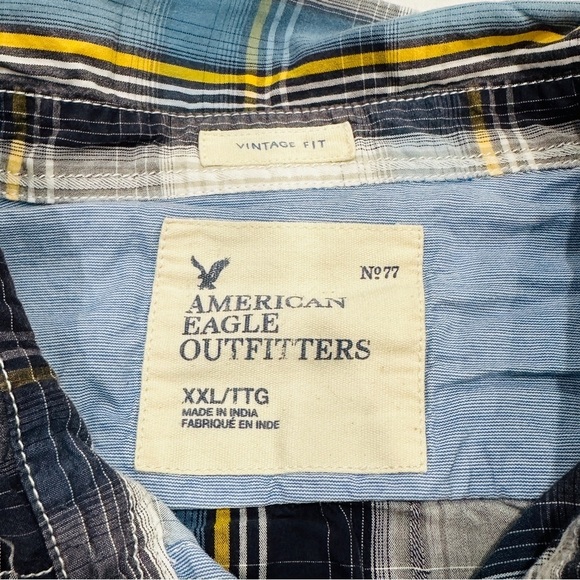 VINTAGE FIT
Nº77
AMERICAN
EAGLE
OUTFITTERS
XXL/TTG
MADE IN INDIA
FABRIQUÉ EN INDE